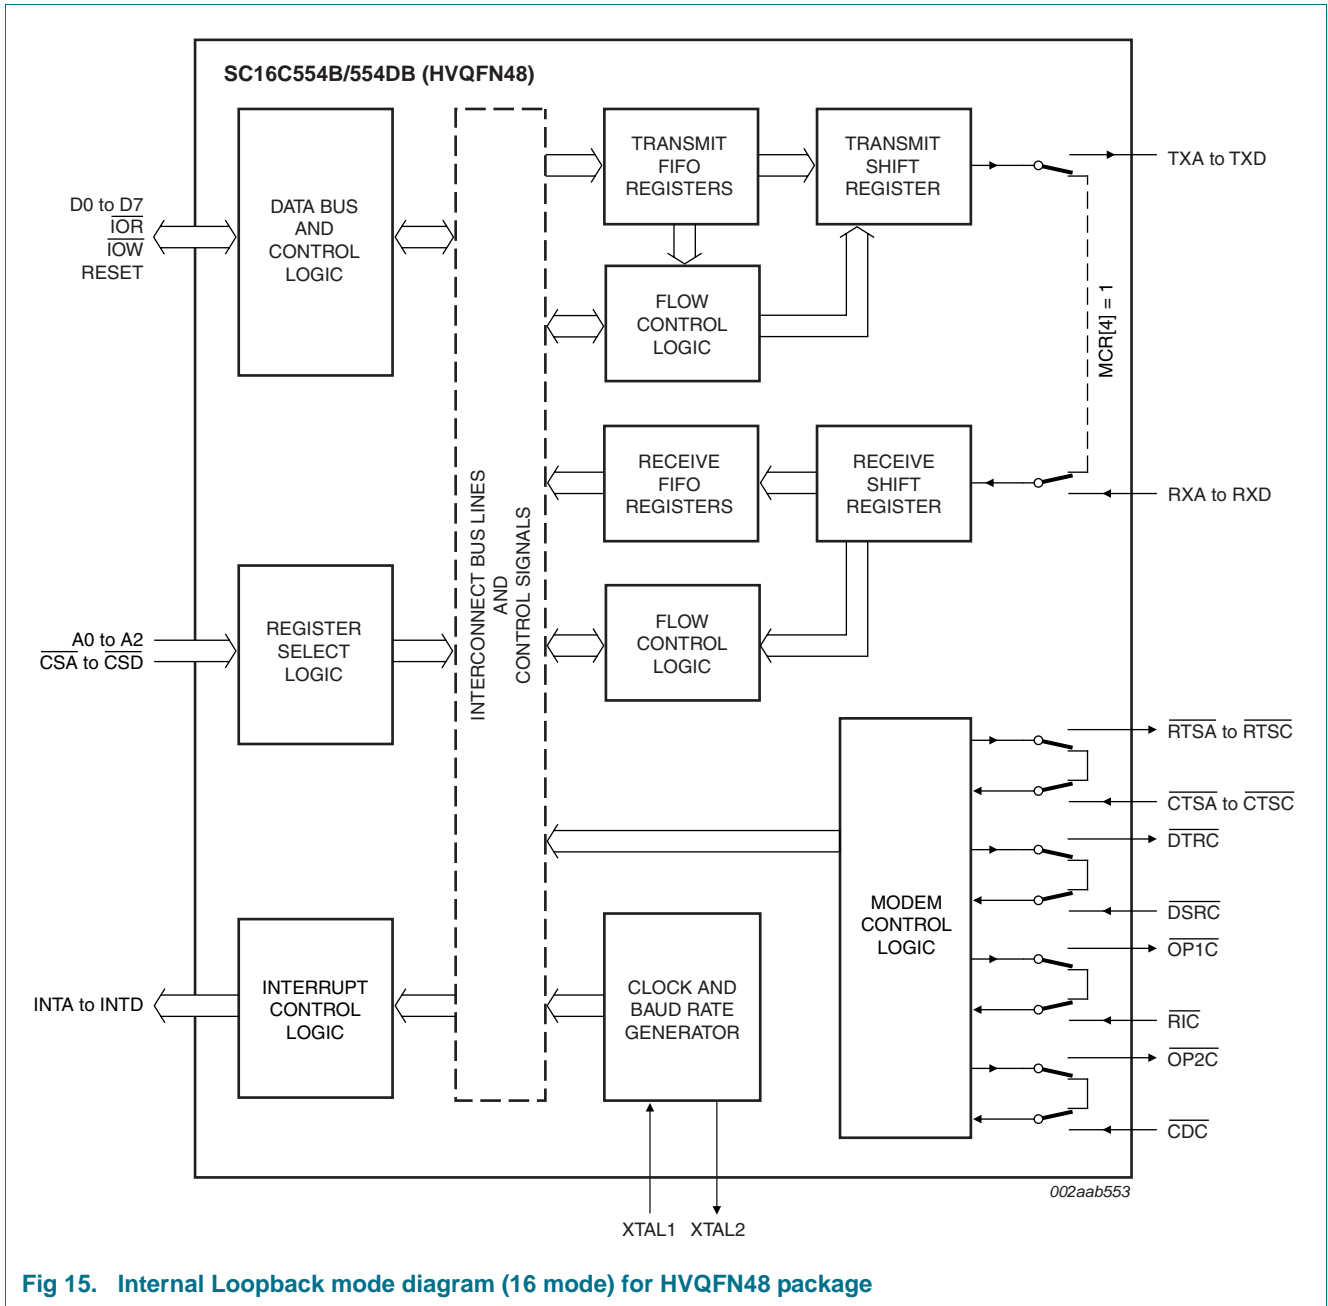 SC16C554B/554DB (HVQFN48)
D0 to D7
IOR
IOW
RESET
DATA BUS
AND
CONTROL
LOGIC
TRANSMIT
FIFO
REGISTERS
TRANSMIT
SHIFT
REGISTER
TXA to TXD
FLOW
CONTROL
LOGIC
MCR[4] = 1
RECEIVE
FIFO
REGISTERS
RECEIVE
SHIFT
REGISTER
RXA to RXD
INTERCONNECT BUS LINES
AND
CONTROL SIGNALS
A0 to A2
CSA to CSD
REGISTER
SELECT
LOGIC
FLOW
CONTROL
LOGIC
RTSA to RTSC
CTSA to CTSC
DTRC
MODEM
CONTROL
LOGIC
DSRC
OP1C
RIC
OP2C
CDC
INTA to INTD
INTERRUPT
CONTROL
LOGIC
CLOCK AND
BAUD RATE
GENERATOR
XTAL1 XTAL2
002aab553
Fig 15. Internal Loopback mode diagram (16 mode) for HVQFN48 package